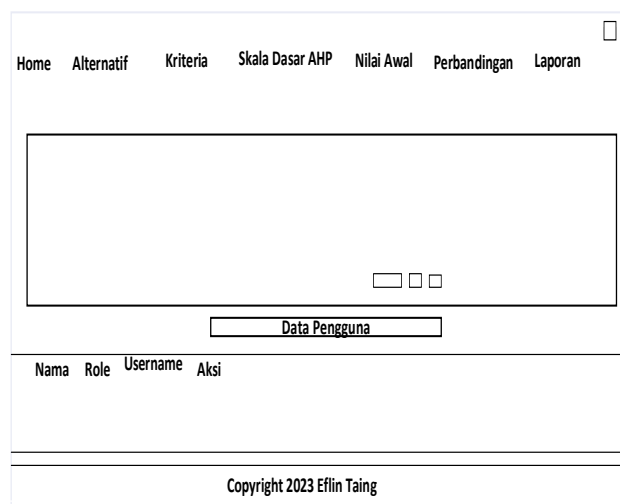 Home Alternatif Kriteria Skala Dasar AHP Nilai Awal Perbandingan Laporan
Data Pengguna
Nama Role Username Aksi
Copyright 2023 Eflin Taing